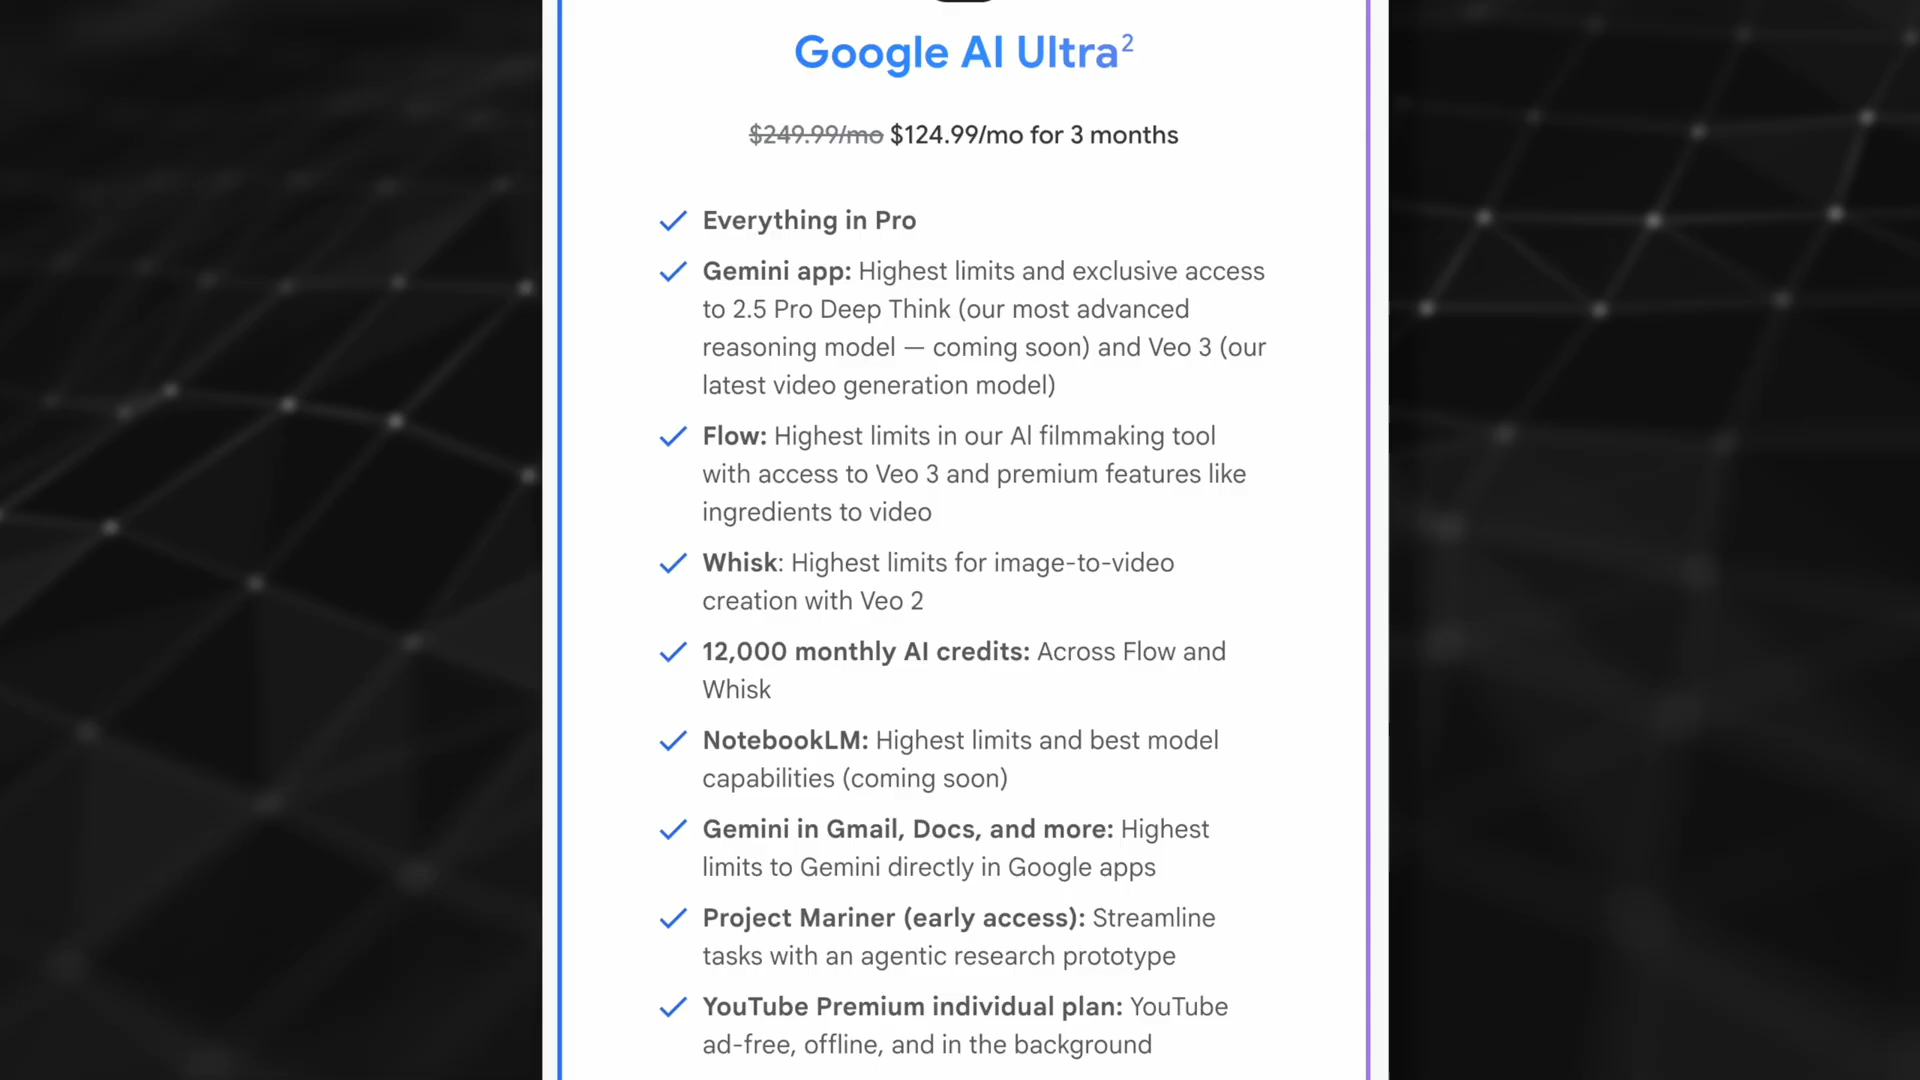 Google AI Ultra²
$249.99/mo $124.99/mo for 3 months
Everything in Pro
Gemini app: Highest limits and exclusive access
to 2.5 Pro Deep Think (our most advanced
reasoning model — coming soon) and Veo 3 (our
latest video generation model)
Flow: Highest limits in our AI filmmaking tool
with access to Veo 3 and premium features like
ingredients to video
Whisk: Highest limits for image-to-video
creation with Veo 2
12,000 monthly AI credits: Across Flow and
Whisk
NotebookLM: Highest limits and best model
capabilities (coming soon)
Gemini in Gmail, Docs, and more: Highest
limits to Gemini directly in Google apps
Project Mariner (early access): Streamline
tasks with an agentic research prototype
YouTube Premium individual plan: YouTube
ad-free, offline, and in the background